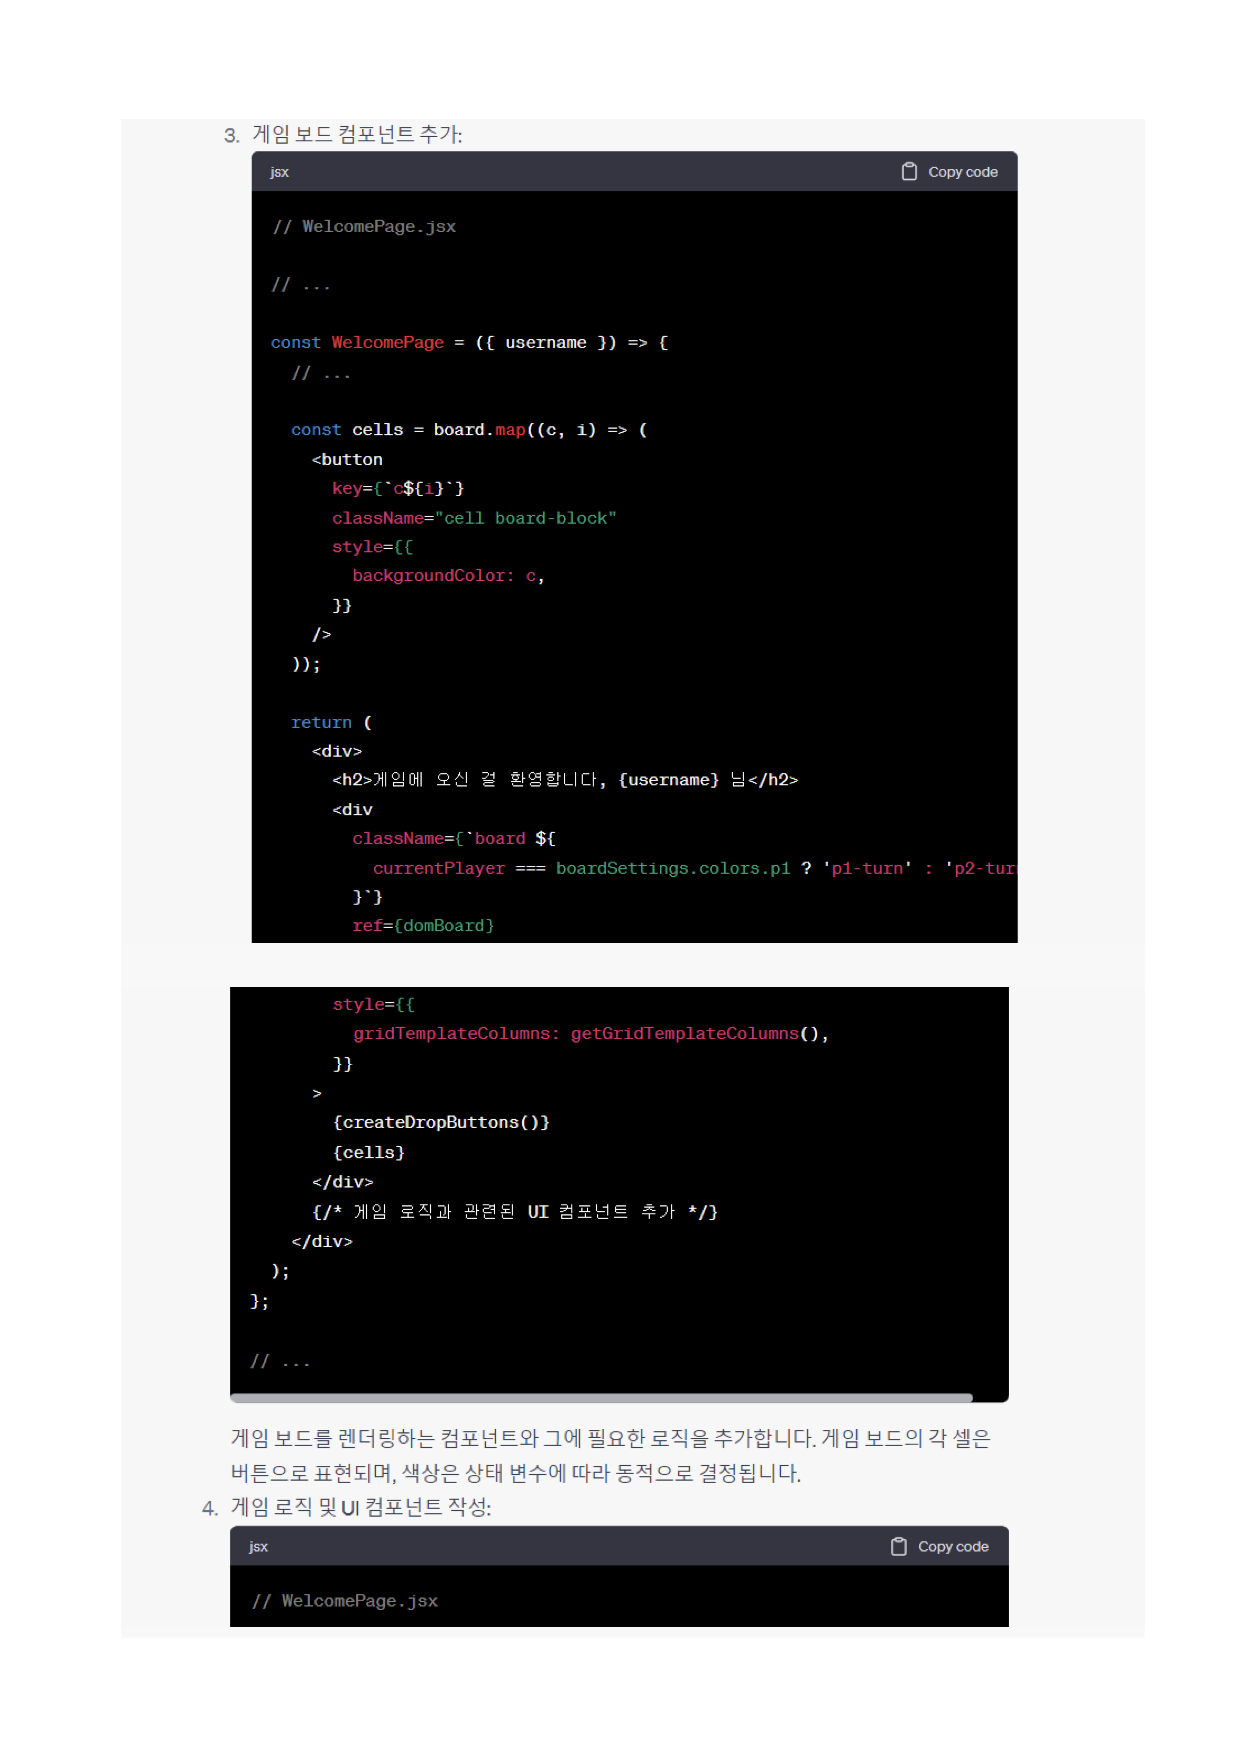 3. 게임 보드 컴포넌트 추가:
jsx Copy code
// WelcomePage.jsx
// ...
const WelcomePage = ({ username }) => {
// ...
const cells = board.map((c, i) => (
<button
key={`c${i}`}
className="cell board-block"
style={{
backgroundColor: c,
}}
/>
));
return (
<div>
<h2>게임에 오신 걸 환영합니다, {username} 님</h2>
<div
className={`board ${
currentPlayer === boardSettings.colors.p1 ? 'p1-turn' : 'p2-turn
}`}
ref={domBoard}
style={{
gridTemplateColumns: getGridTemplateColumns(),
}}
>
{createDropButtons()}
{cells}
</div>
{/* 게임 로직과 관련된 UI 컴포넌트 추가 */}
</div>
);
};
// ...
게임 보드를 렌더링하는 컴포넌트와 그에 필요한 로직을 추가합니다. 게임 보드의 각 셀은
버튼으로 표현되며, 색상은 상태 변수에 따라 동적으로 결정됩니다.
4. 게임 로직 및 UI 컴포넌트 작성:
jsx Copy code
// WelcomePage.jsx